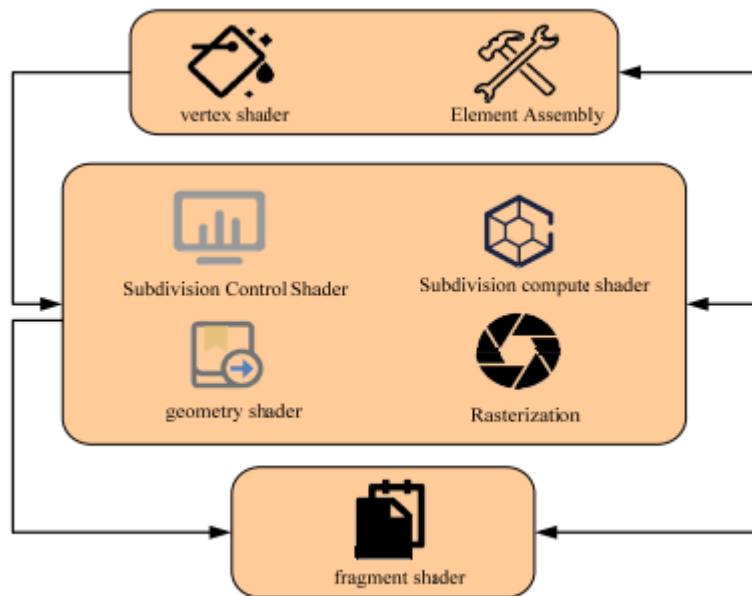 vertex shader
Element Assembly
Subdivision Control Shader
Subdivision compute shader
geometry shader
Rasterization
fragment shader